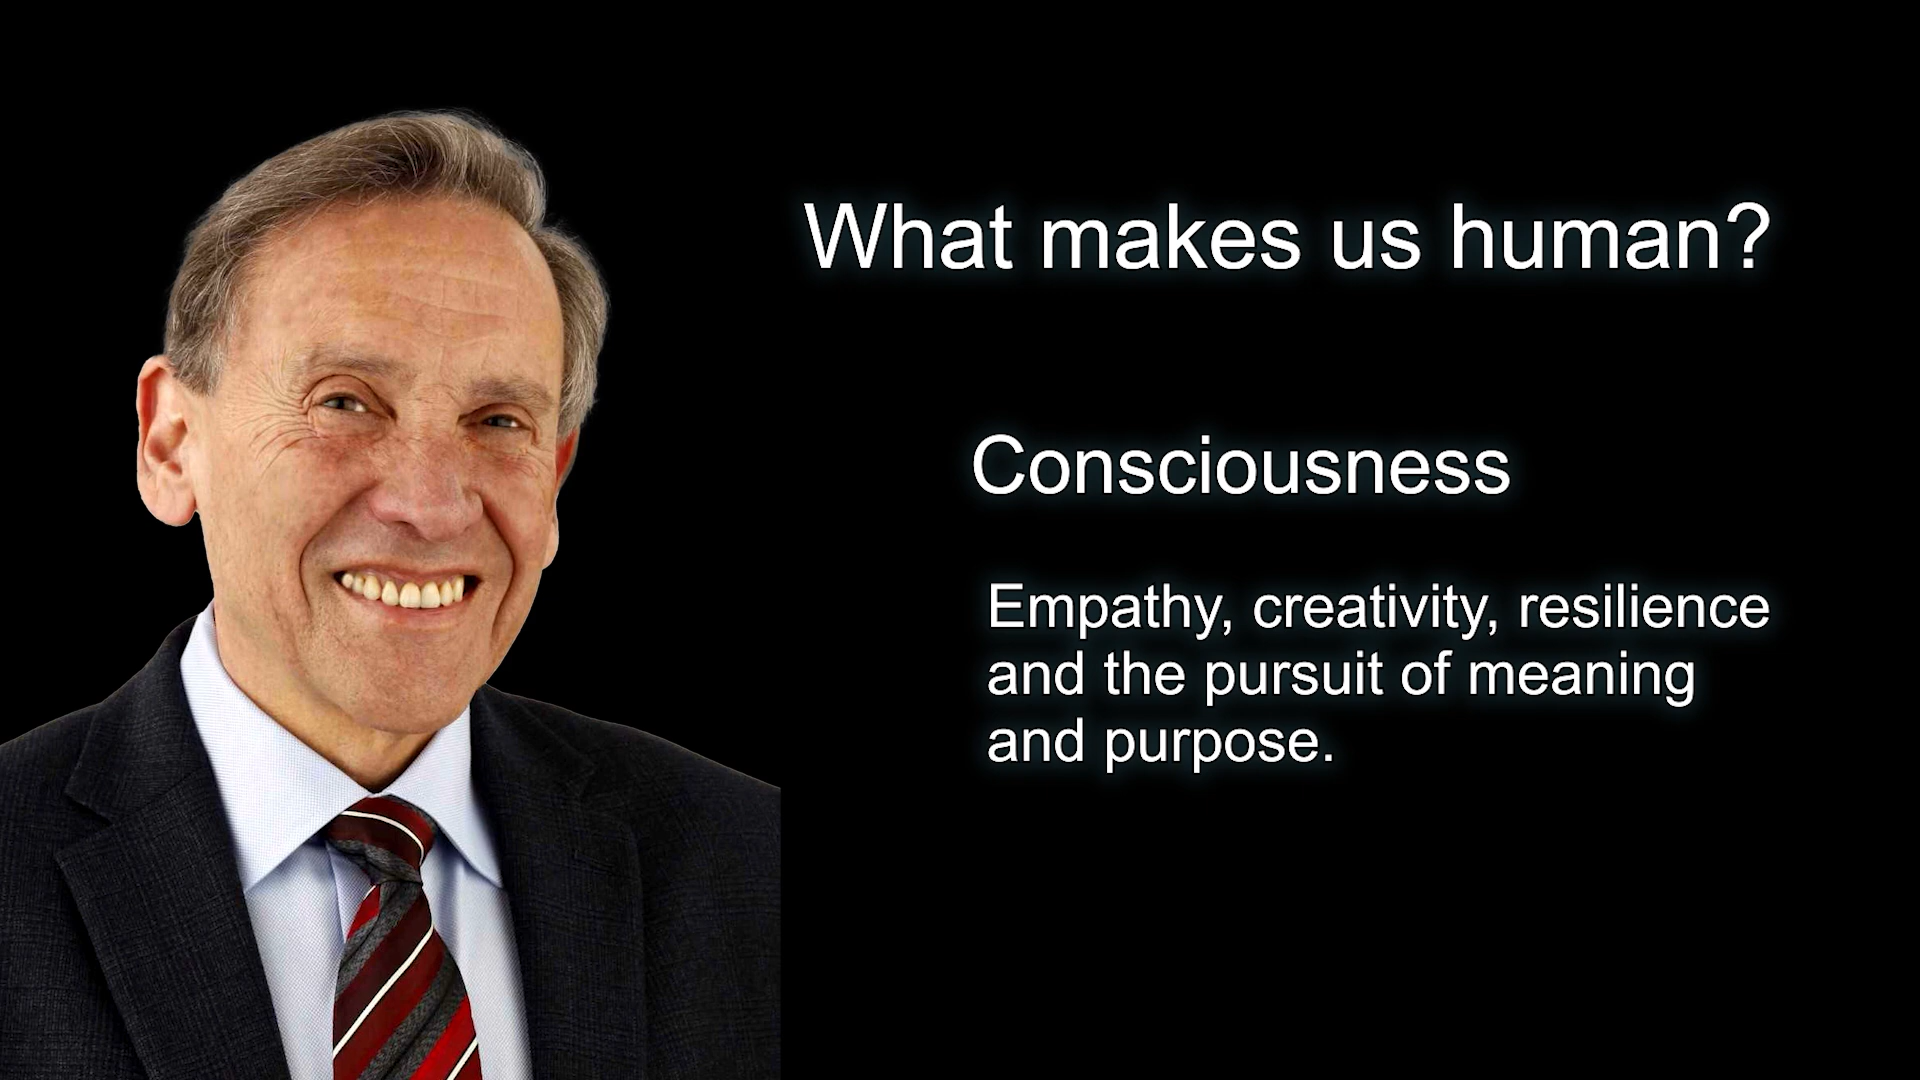 What makes us human?
Consciousness
Empathy, creativity, resilience
and the pursuit of meaning
and purpose.